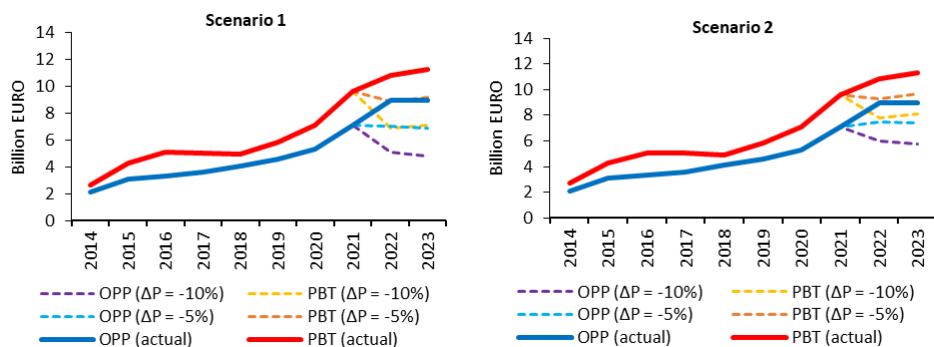 Scenario 1
Billion EURO
14
12
10
8
6
4
2
0
2014
2015
2016
2017
2018
2019
2020
2021
2022
2023
OPP (ΔP = -10%)
PBT (ΔP = -10%)
OPP (ΔP = -5%)
PBT (ΔP = -5%)
OPP (actual)
PBT (actual)
Scenario 2
Billion EURO
14
12
10
8
6
4
2
0
2014
2015
2016
2017
2018
2019
2020
2021
2022
2023
OPP (ΔP = -10%)
PBT (ΔP = -10%)
OPP (ΔP = -5%)
PBT (ΔP = -5%)
OPP (actual)
PBT (actual)